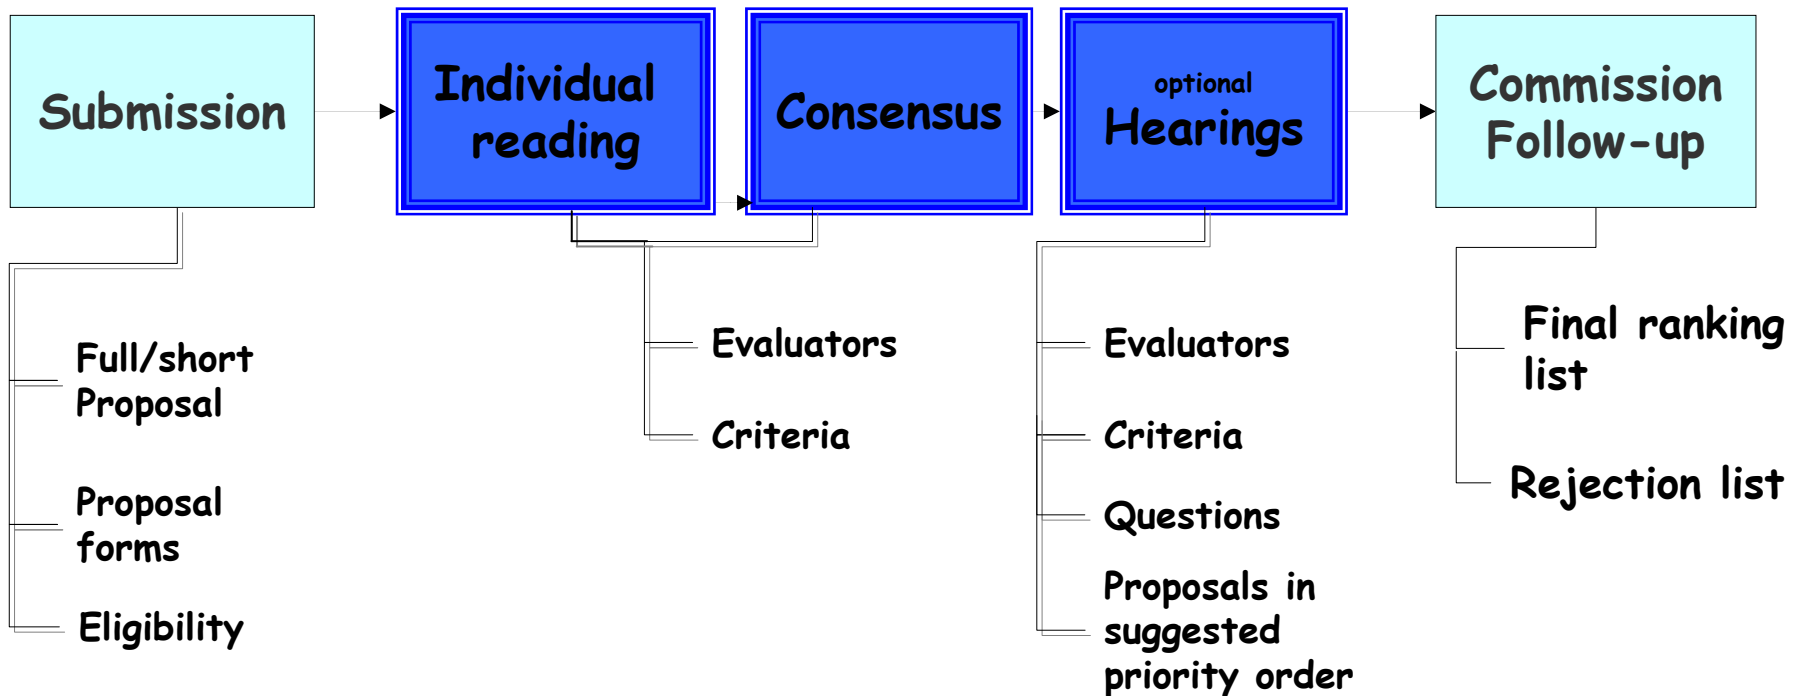 Submission
Individual
reading
Consensus
optional
Hearings
Commission
Follow-up
Full/short
Proposal
Proposal
forms
Eligibility
Evaluators
Criteria
Evaluators
Criteria
Questions
Proposals in
suggested
priority order
Final ranking
list
Rejection list